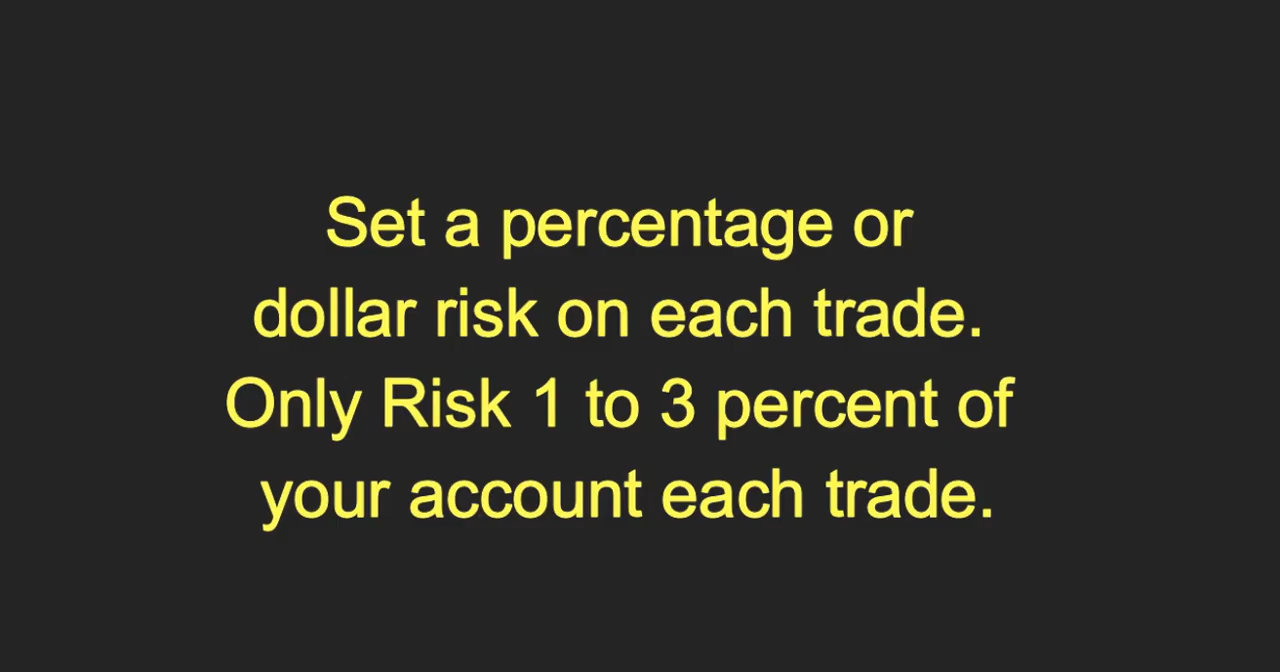 Set a percentage or
dollar risk on each trade.
Only Risk 1 to 3 percent of
your account each trade.